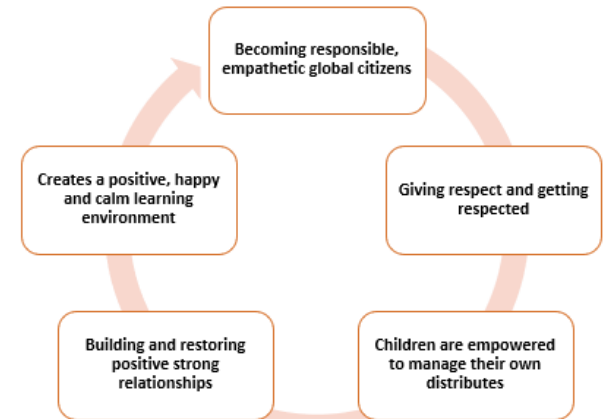 Becoming responsible,
empathetic global citizens
Giving respect and getting
respected
Children are empowered
to manage their own
distributes
Building and restoring
positive strong
relationships
Creates a positive, happy
and calm learning
environment